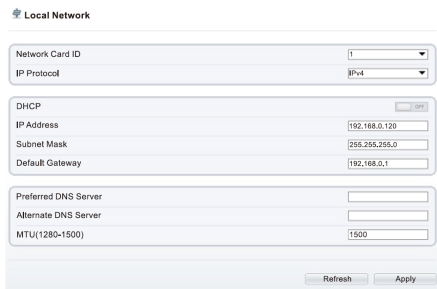 Local Network
Network Card ID 1
IP Protocol IPv4
DHCP OFF
IP Address 192.168.0.120
Subnet Mask 255.255.255.0
Default Gateway 192.168.0.1
Preferred DNS Server
Alternate DNS Server
MTU(1280-1500) 1500
Refresh Apply